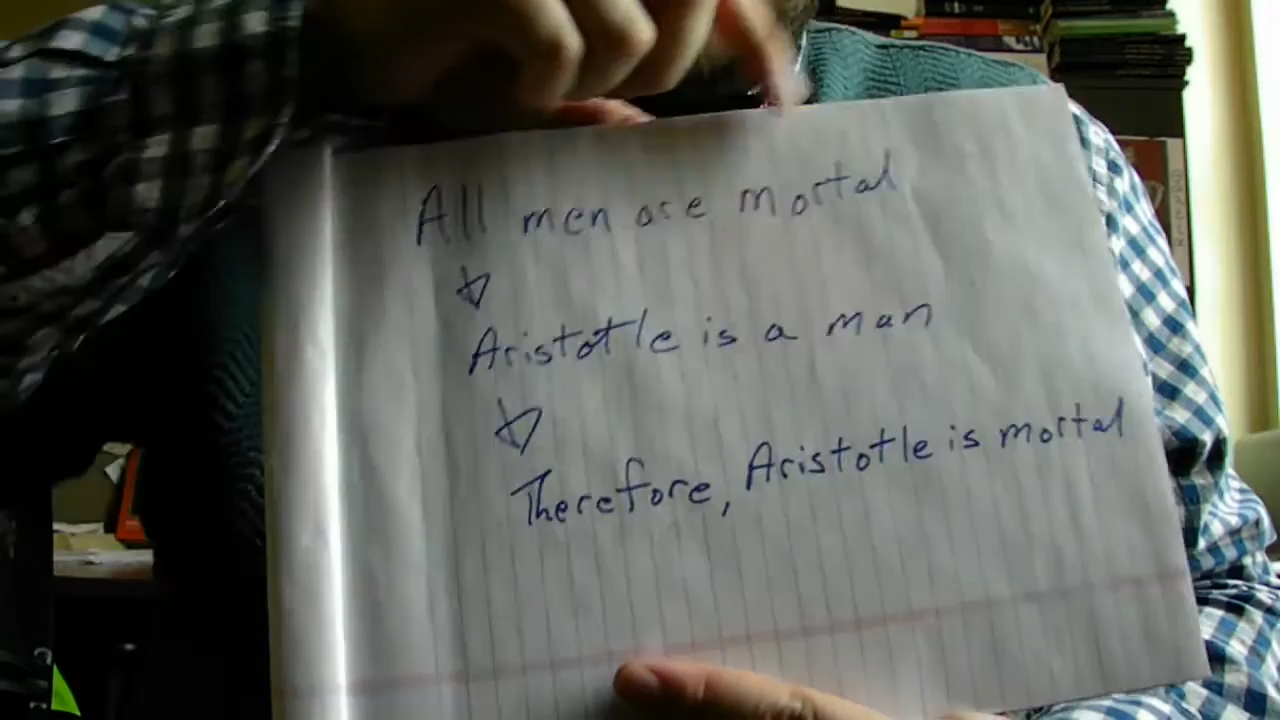 All men are mortal
Aristotle is a man
Therefore, Aristotle is mortal